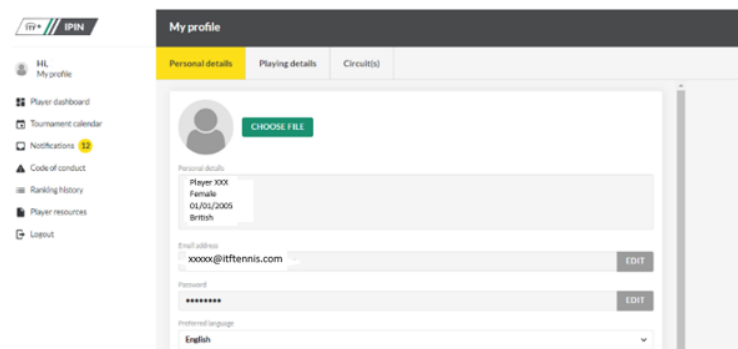 ITF IPIN
My profile
Hi,
My profile
Personal details Playing details Circuit(s)
Player dashboard
Tournament calendar
Notifications 12
Code of conduct
Ranking history
Player resources
Logout
CHOOSE FILE
Personal details
Player XXX
Female
01/01/2005
British
Email address
xxxxx@itftennis.com
EDIT
Password
••••••••
EDIT
Preferred language
English